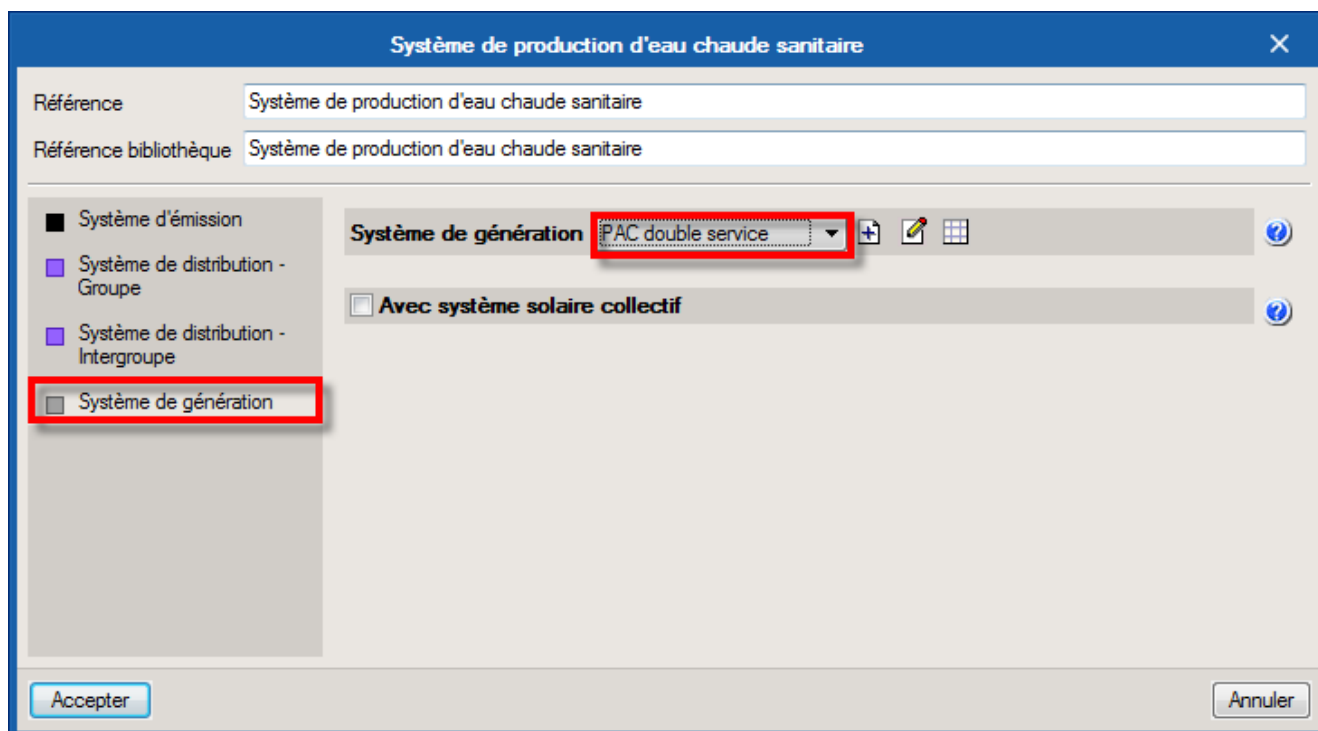 Système de production d'eau chaude sanitaire
Référence Système de production d'eau chaude sanitaire
Référence bibliothèque Système de production d'eau chaude sanitaire
Système d'émission
Système de distribution -
Groupe
Système de distribution -
Intergroupe
Système de génération
Système de génération PAC double service
Avec système solaire collectif
Accepter Annuler